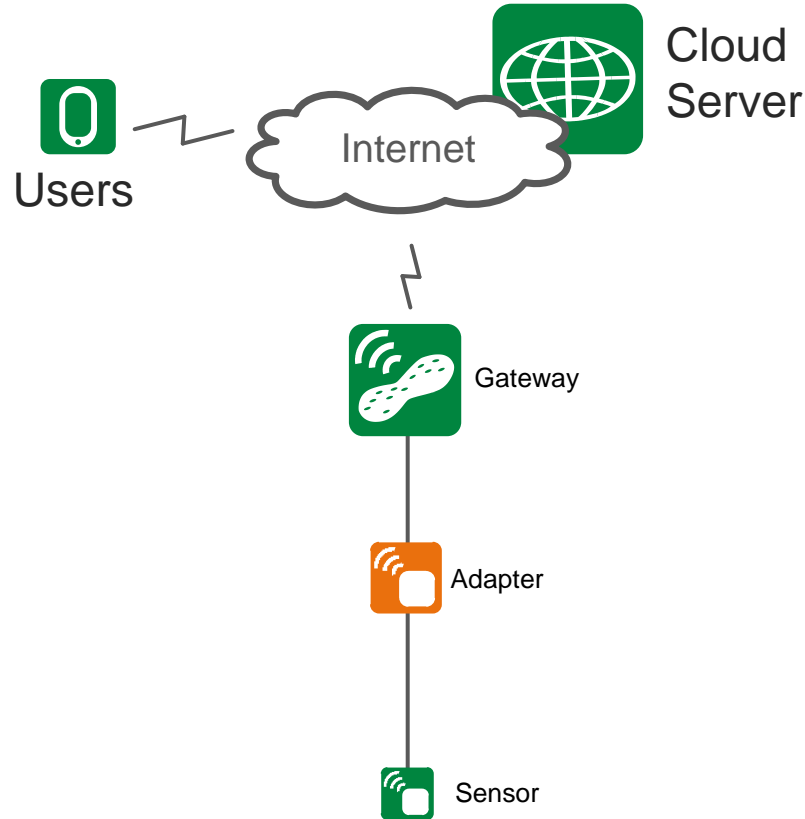 Cloud
Server
Internet
Users
Gateway
Adapter
Sensor